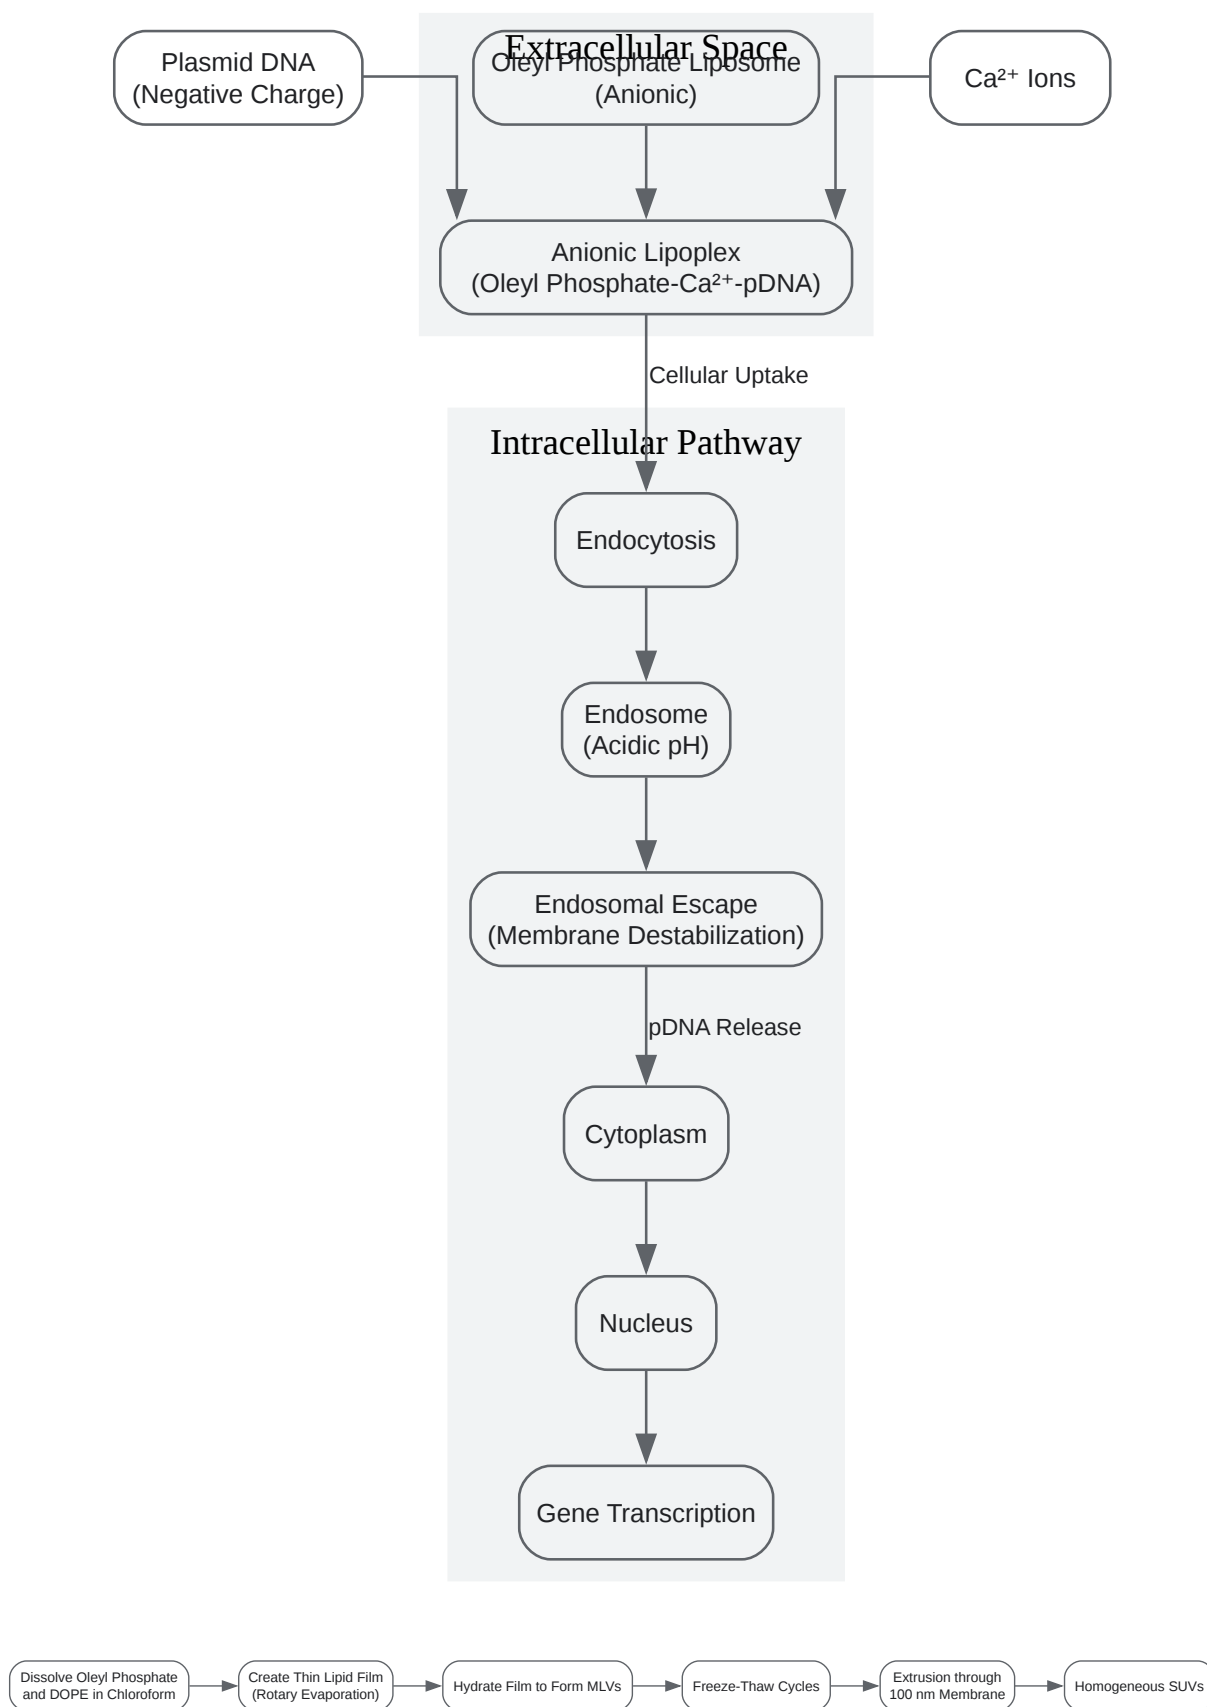 Extracellular Space
Plasmid DNA
(Negative Charge)
Oleyl Phosphate Liposome
(Anionic)
Ca²⁺ Ions
Anionic Lipoplex
(Oleyl Phosphate-Ca²⁺-pDNA)
Cellular Uptake
Intracellular Pathway
Endocytosis
Endosome
(Acidic pH)
Endosomal Escape
(Membrane Destabilization)
pDNA Release
Cytoplasm
Nucleus
Gene Transcription
Dissolve Oleyl Phosphate
and DOPE in Chloroform
Create Thin Lipid Film
(Rotary Evaporation)
Hydrate Film to Form MLVs
Freeze-Thaw Cycles
Extrusion through
100 nm Membrane
Homogeneous SUVs